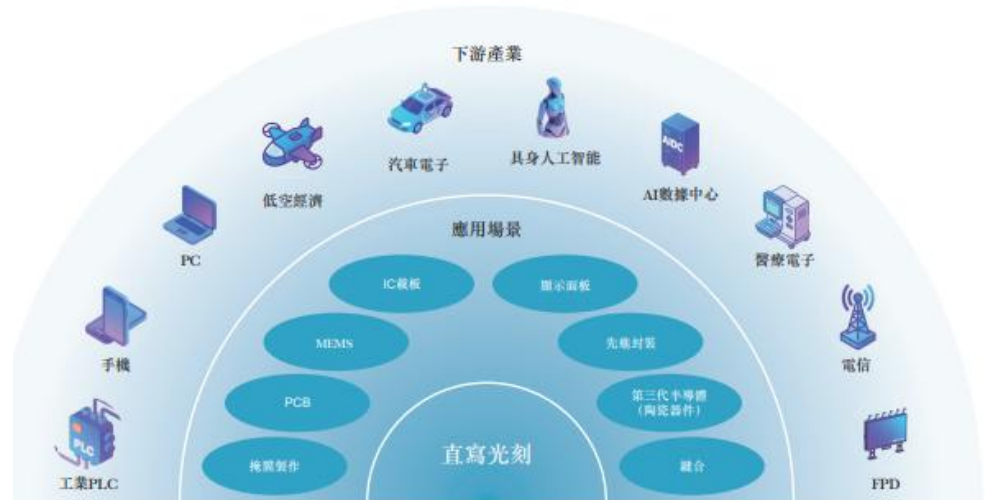 下游產業
具身人工智能
汽車電子
AIDC
AI數據中心
低空經濟
醫療電子
PC
手機
電信
PLC
工業PLC
FPD
應用場景
IC載板
顯示面板
MEMS
先進封裝
PCB
第三代半導體
(陶瓷器件)
掩膜製作
鍵合
直寫光刻